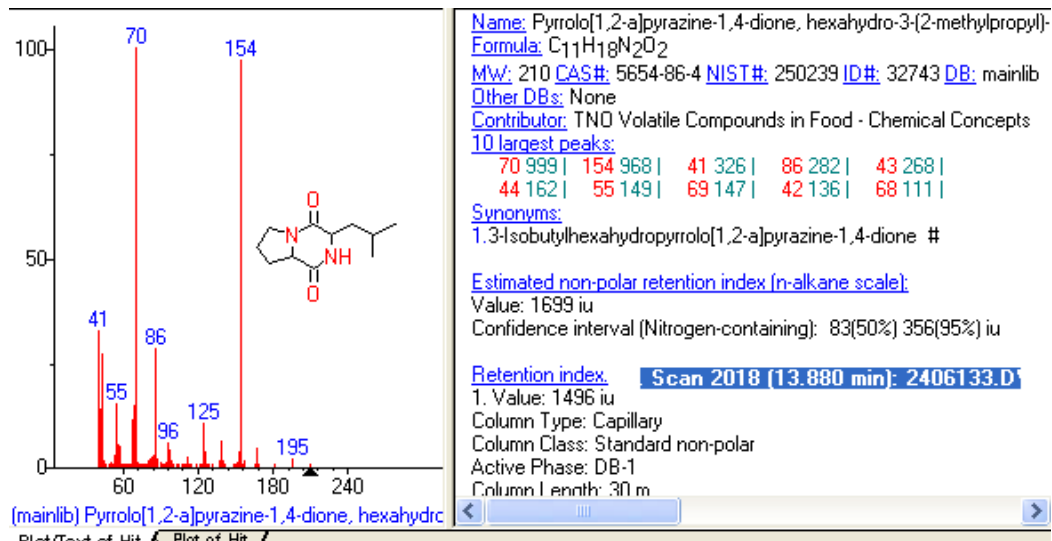 100
50
0
70
154
41
86
55
125
96
195
60 120 180 240
O
N
NH
O
(mainlib) Pyrrolo[1,2-a]pyrazine-1,4-dione, hexahydro
Name: Pyrrolo[1,2-a]pyrazine-1,4-dione, hexahydro-3-(2-methylpropyl)-
Formula: C11H18N2O2
MW: 210 CAS#: 5654-86-4 NIST#: 250239 ID#: 32743 DB: mainlib
Other DBs: None
Contributor: TNO Volatile Compounds in Food - Chemical Concepts
10 largest peaks:
70 999 | 154 968 | 41 326 | 86 282 | 43 268 |
44 162 | 55 149 | 69 147 | 42 136 | 68 111 |
Synonyms:
1.3-Isobutylhexahydropyrrolo[1,2-a]pyrazine-1,4-dione #
Estimated non-polar retention index (n-alkane scale):
Value: 1699 iu
Confidence interval (Nitrogen-containing): 83(50%) 356(95%) iu
Retention index. Scan 2018 (13.880 min): 2406133.D\
1. Value: 1496 iu
Column Type: Capillary
Column Class: Standard non-polar
Active Phase: DB-1
Column Length: 30 m
Plot/Text of Hit Plot of Hit